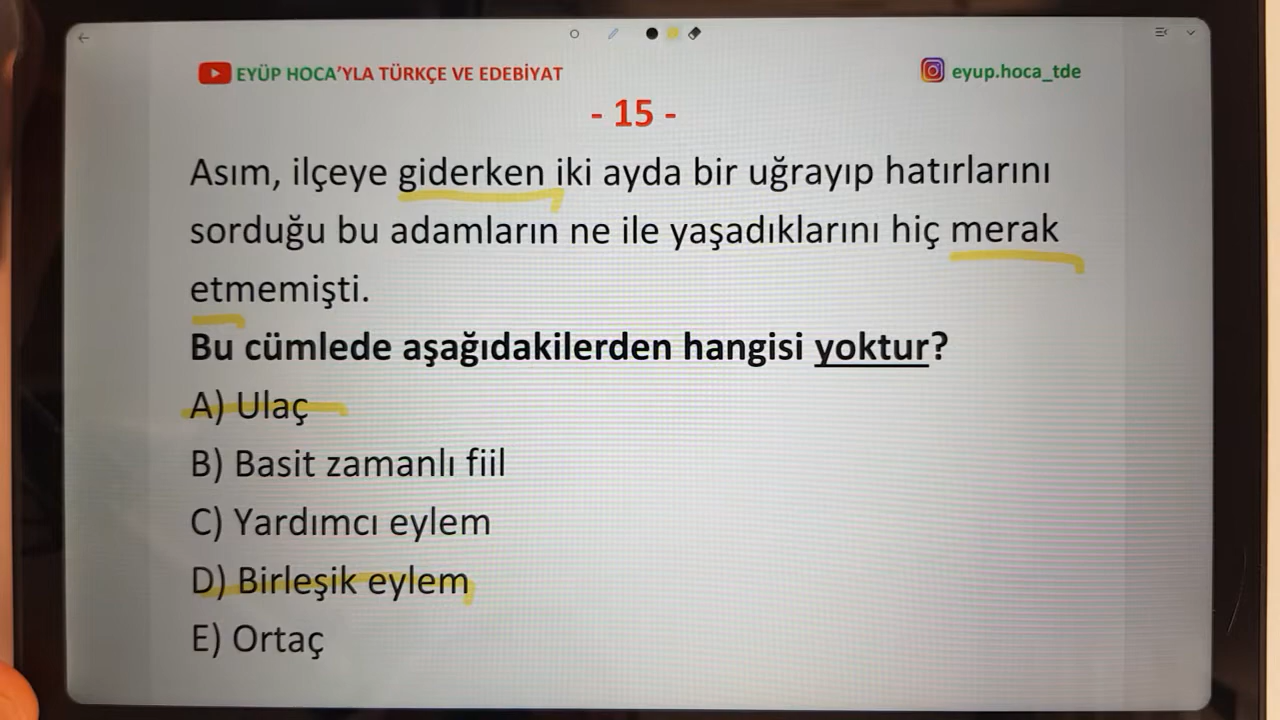 EYÜP HOCA'YLA TÜRKÇE VE EDEBİYAT
eyup.hoca_tde
- 15 -
Asım, ilçeye giderken iki ayda bir uğrayıp hatırlarını
sorduğu bu adamların ne ile yaşadıklarını hiç merak
etmemişti.
Bu cümlede aşağıdakilerden hangisi yoktur?
A) Ulaç
B) Basit zamanlı fiil
C) Yardımcı eylem
D) Birleşik eylem
E) Ortaç